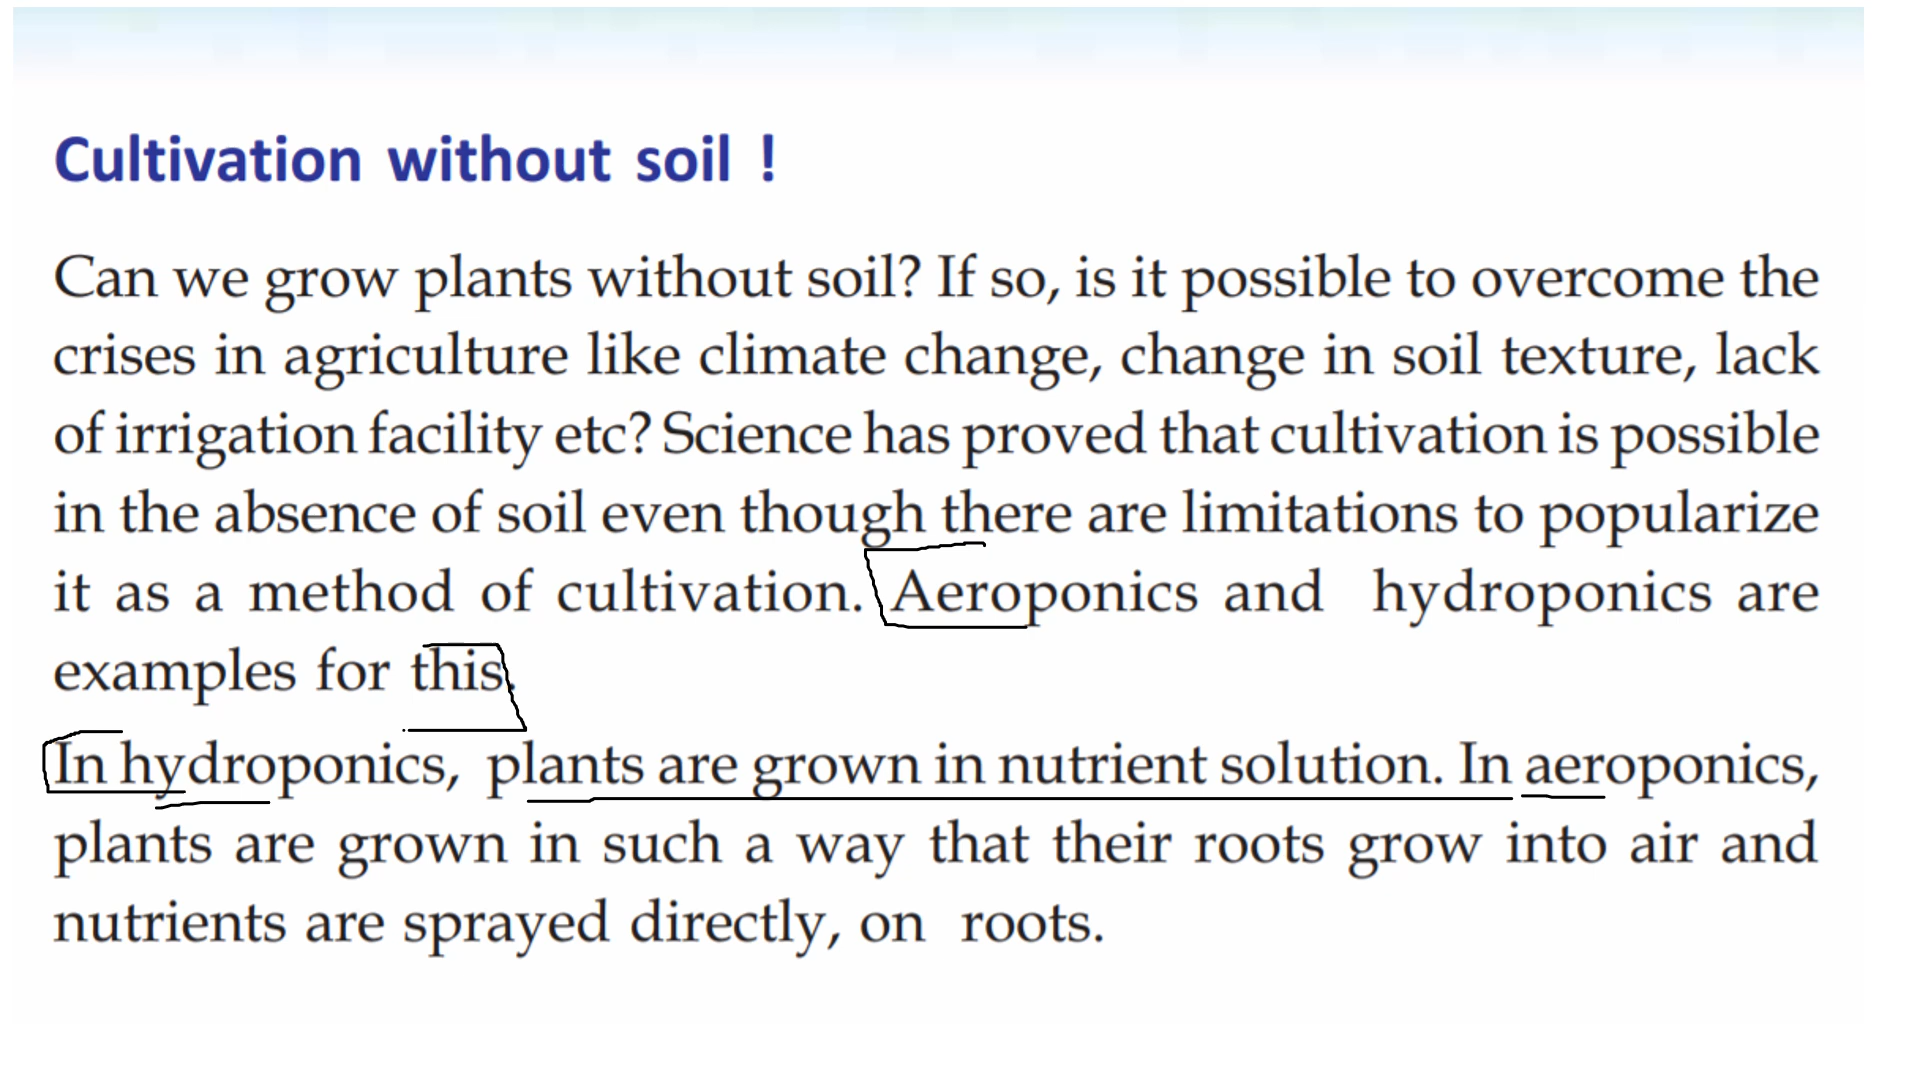 Cultivation without soil !
Can we grow plants without soil? If so, is it possible to overcome the
crises in agriculture like climate change, change in soil texture, lack
of irrigation facility etc? Science has proved that cultivation is possible
in the absence of soil even though there are limitations to popularize
it as a method of cultivation. Aeroponics and hydroponics are
examples for this.
In hydroponics, plants are grown in nutrient solution. In aeroponics,
plants are grown in such a way that their roots grow into air and
nutrients are sprayed directly, on roots.